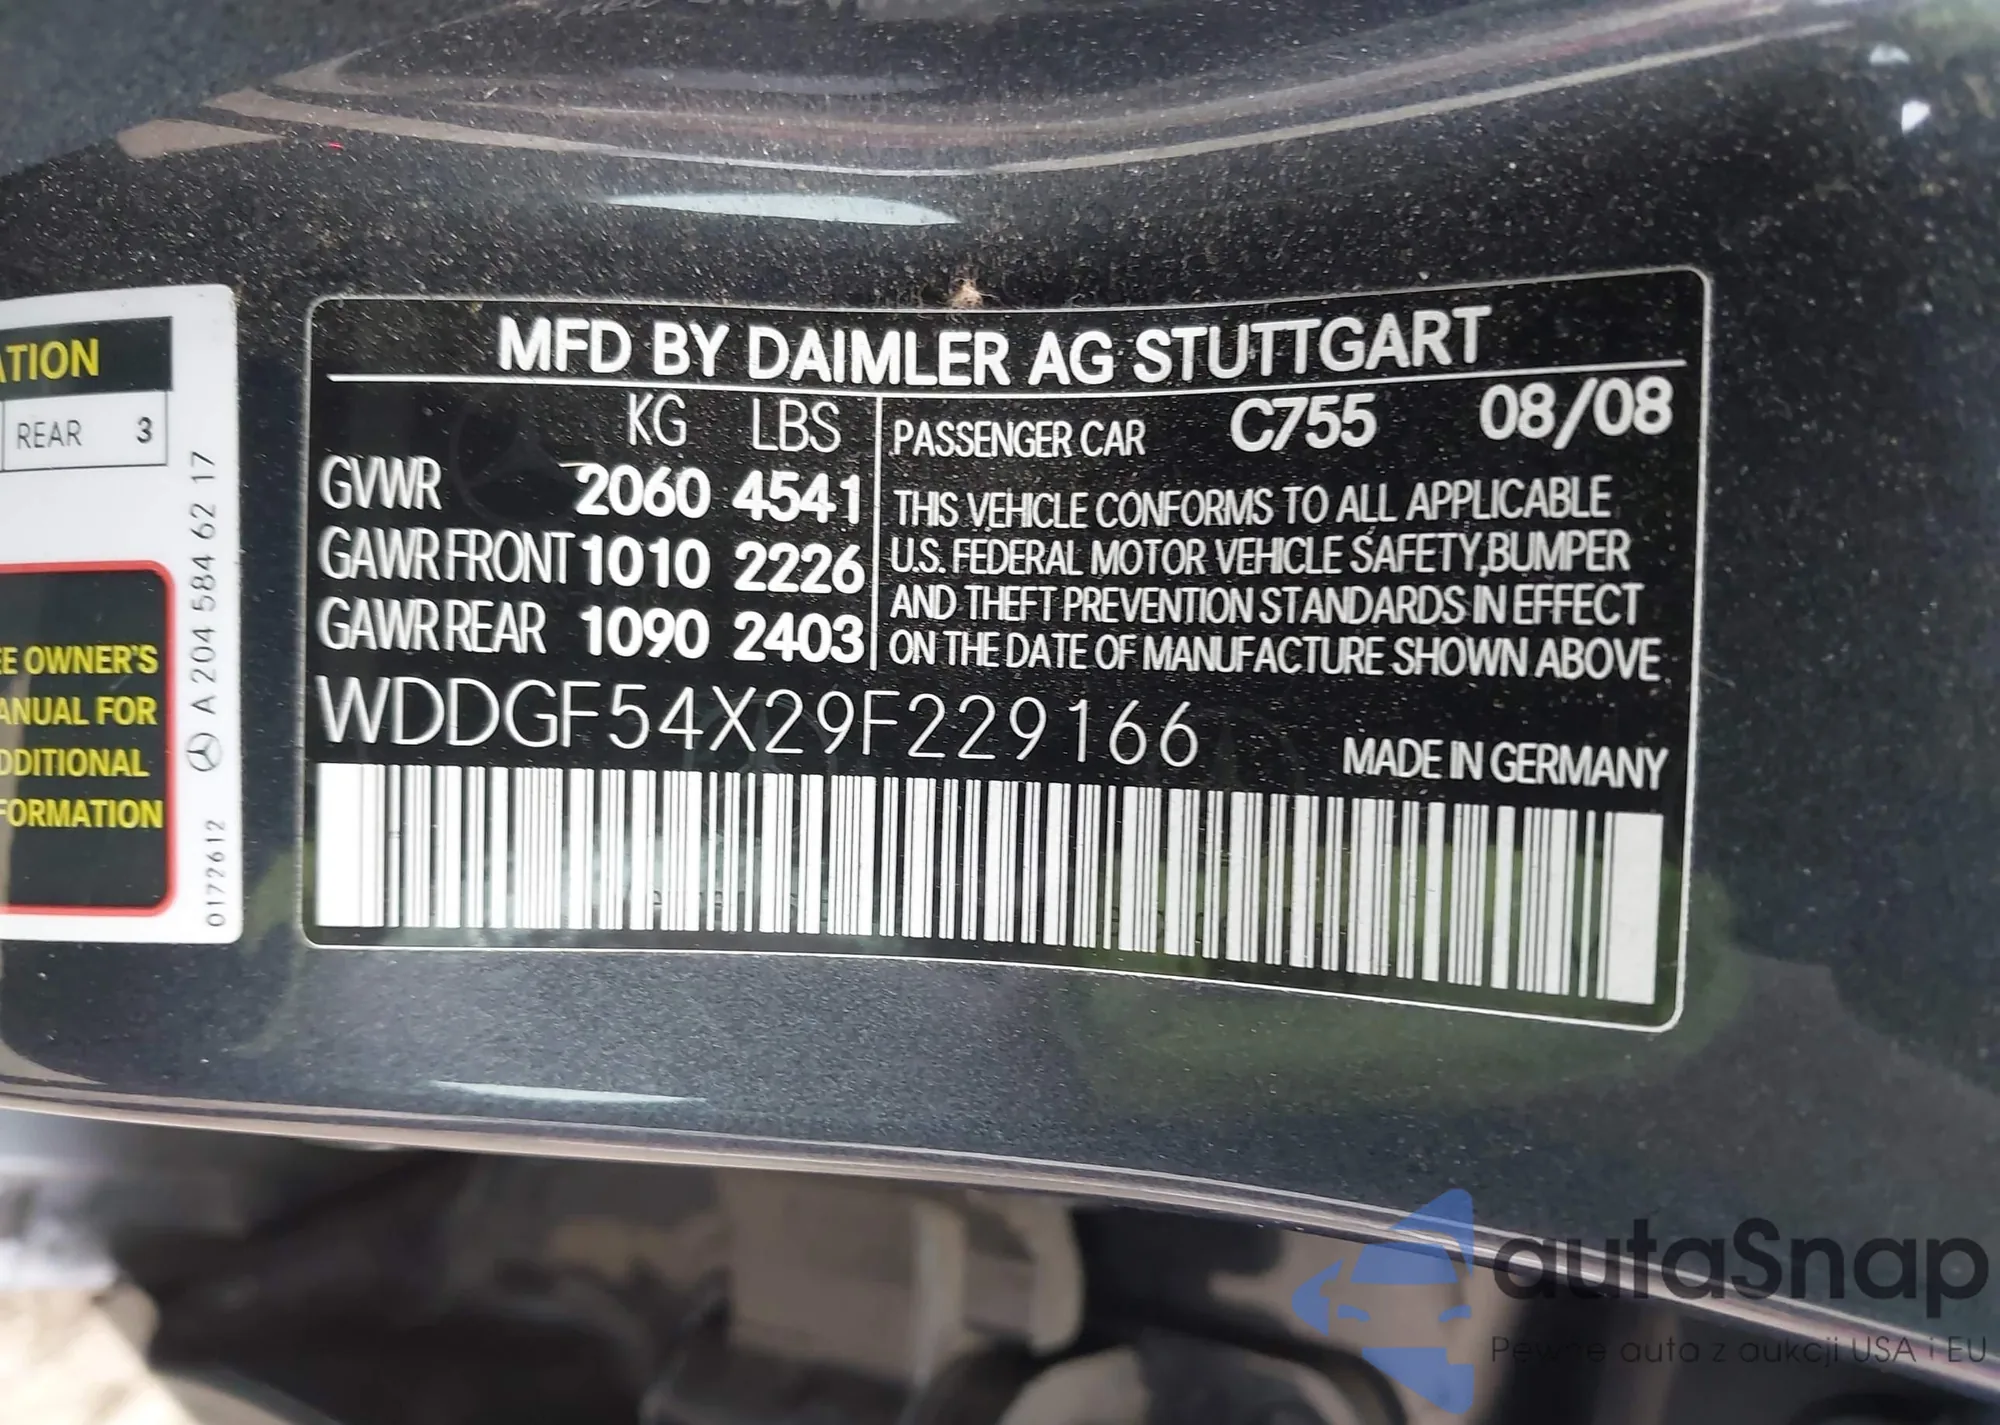 ATION
REAR 3
EE OWNER'S
ANUAL FOR
DDITIONAL
FORMATION
A 204 584 62 17
0172612
MFD BY DAIMLER AG STUTTGART
KG LBS
GVWR 2060 4541
GAWR FRONT 1010 2226
GAWR REAR 1090 2403
PASSENGER CAR C755 08/08
THIS VEHICLE CONFORMS TO ALL APPLICABLE
U.S. FEDERAL MOTOR VEHICLE SAFETY,BUMPER
AND THEFT PREVENTION STANDARDS IN EFFECT
ON THE DATE OF MANUFACTURE SHOWN ABOVE
WDDGF54X29F229166
MADE IN GERMANY
autaSnap
Pewne auta z aukcji USA i EU